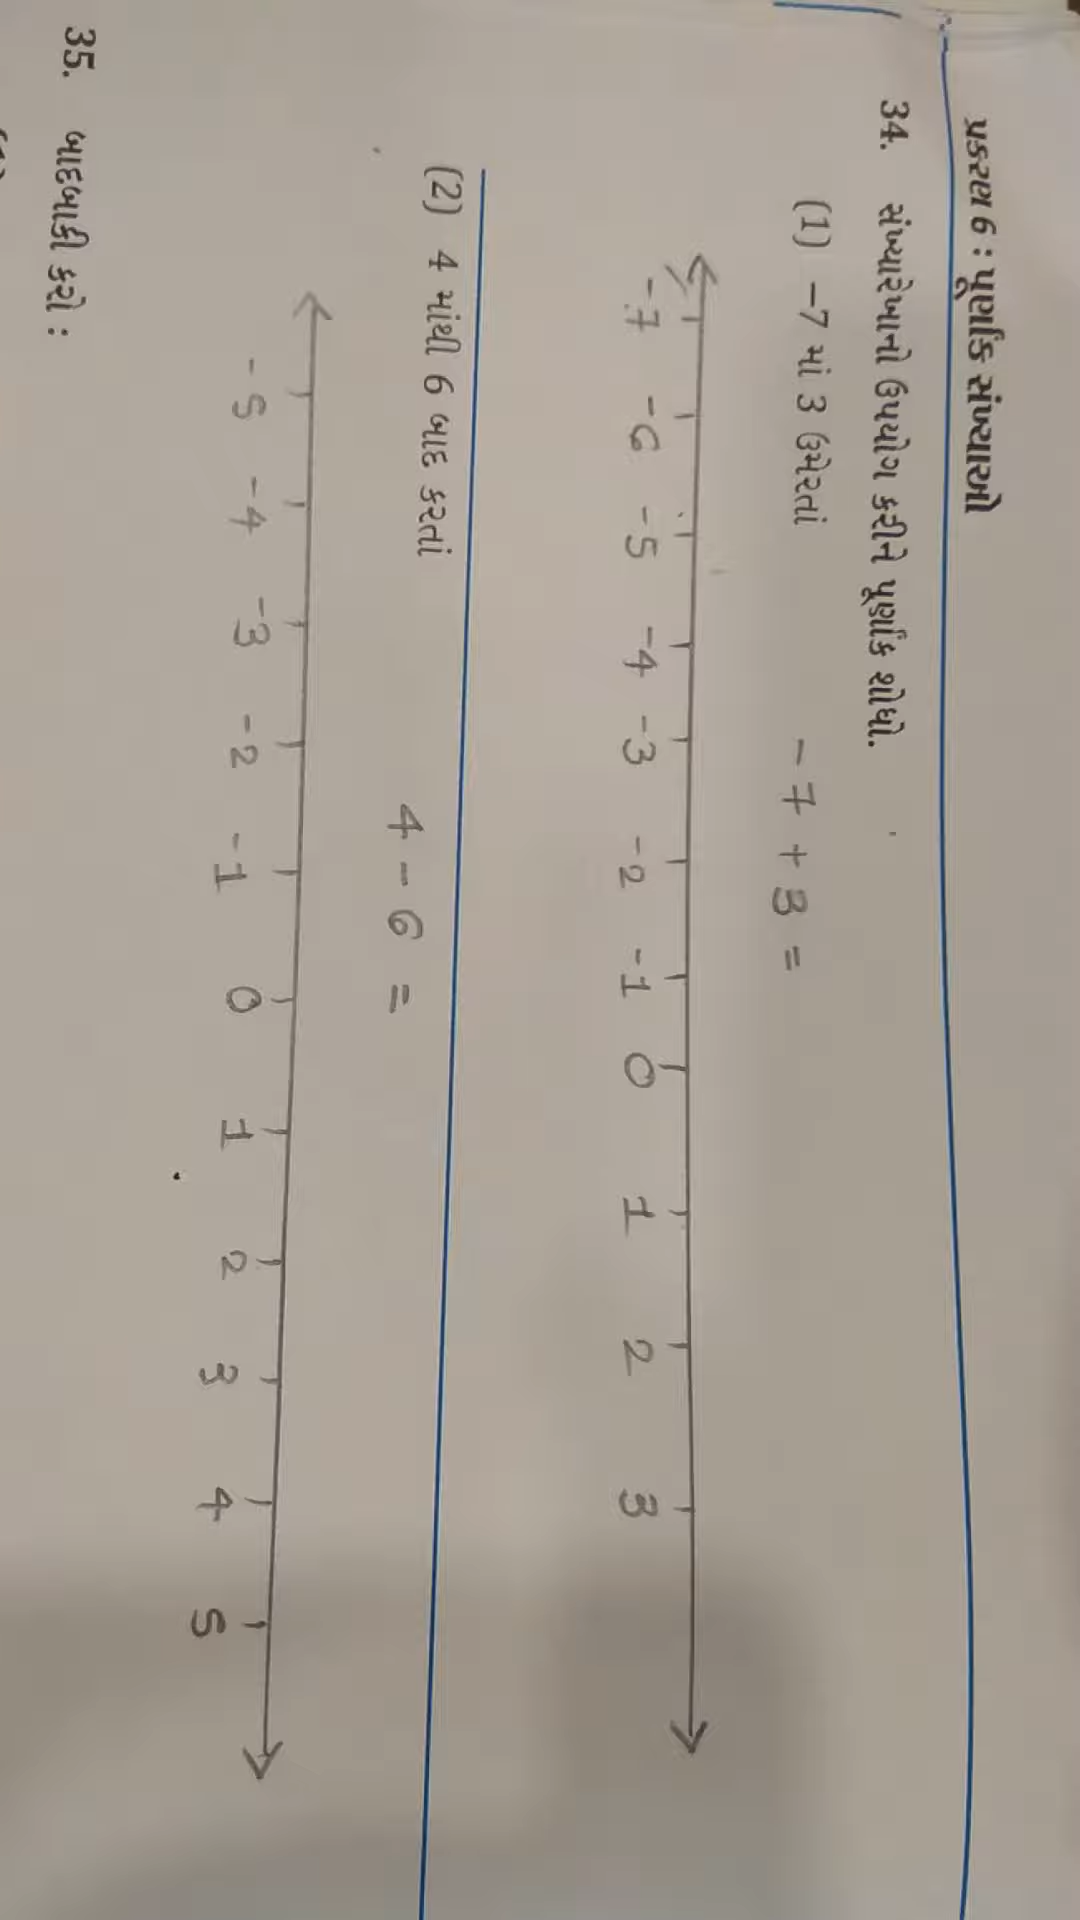 પ્રકરણ 6 : પૂર્ણાંક સંખ્યાઓ
34. સંખ્યારેખાનો ઉપયોગ કરીને પૂર્ણાંક શોધો.
(1) -7 માં 3 ઉમેરતાં - 7 + 3 =
-7 -6 -5 -4 -3 -2 -1 0 1 2 3
(2) 4 માંથી 6 બાદ કરતાં
4 - 6 =
-5 -4 -3 -2 -1 0 1 2 3 4 5
35. બાદબાકી કરો :